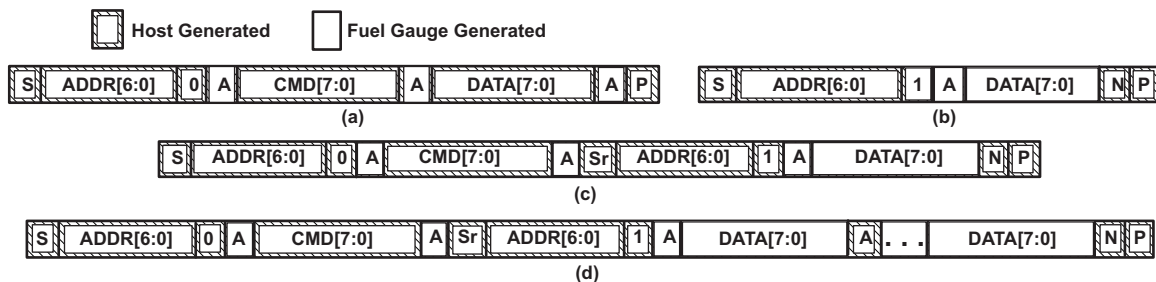 Host Generated Fuel Gauge Generated
S ADDR[6:0] 0 A CMD[7:0] A DATA[7:0] A P
(a)
S ADDR[6:0] 1 A DATA[7:0] N P
(b)
S ADDR[6:0] 0 A CMD[7:0] A Sr ADDR[6:0] 1 A DATA[7:0] N P
(c)
S ADDR[6:0] 0 A CMD[7:0] A Sr ADDR[6:0] 1 A DATA[7:0] A . . . DATA[7:0] N P
(d)